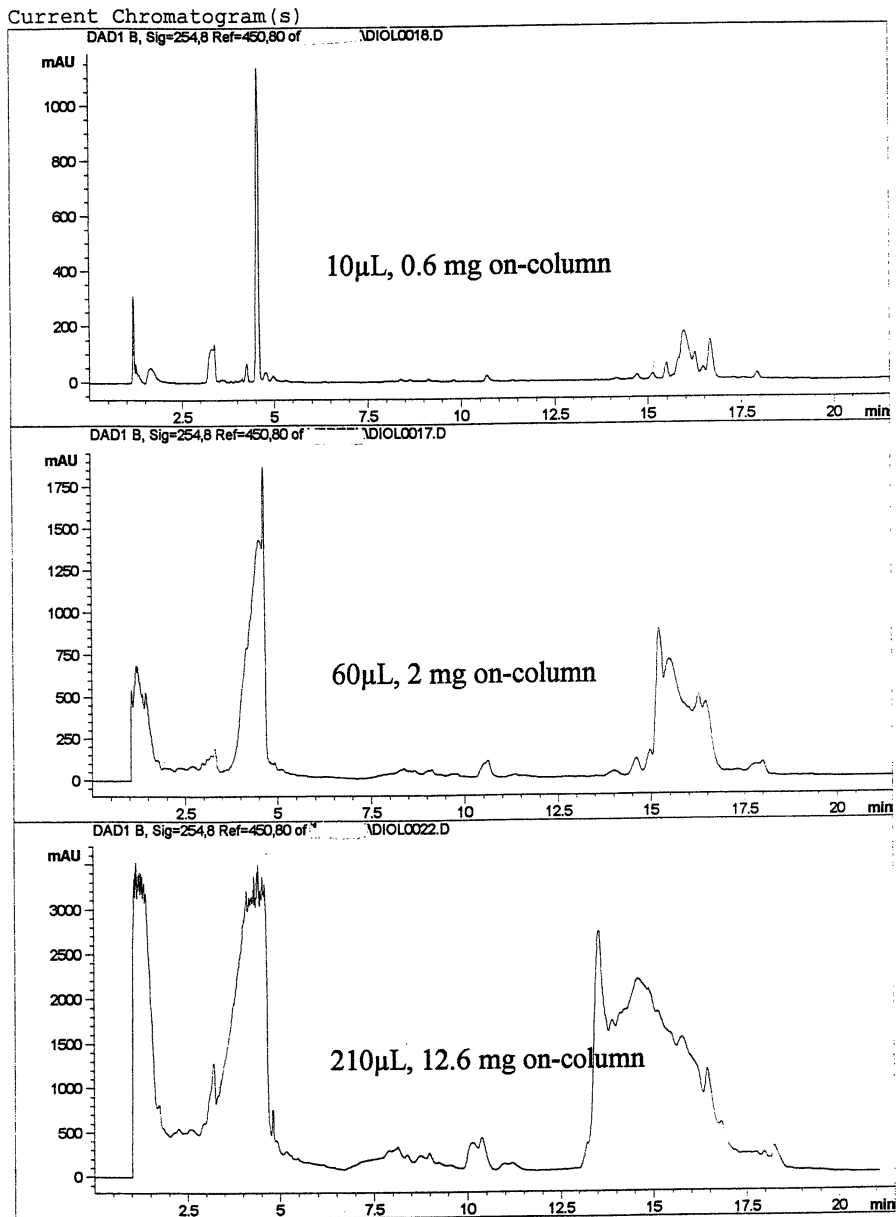 Current Chromatogram(s)
DAD1 B, Sig=254,8 Ref=450,80 of \DIOL0018.D
mAU
1000
800
600
400
200
0
10µL, 0.6 mg on-column
2.5 5 7.5 10 12.5 15 17.5 20 min
DAD1 B, Sig=254,8 Ref=450,80 of \DIOL0017.D
mAU
1750
1500
1250
1000
750
500
250
0
60µL, 2 mg on-column
2.5 5 7.5 10 12.5 15 17.5 20 min
DAD1 B, Sig=254,8 Ref=450,80 of \DIOL0022.D
mAU
3000
2500
2000
1500
1000
500
0
210µL, 12.6 mg on-column
2.5 5 7.5 10 12.5 15 17.5 20 min